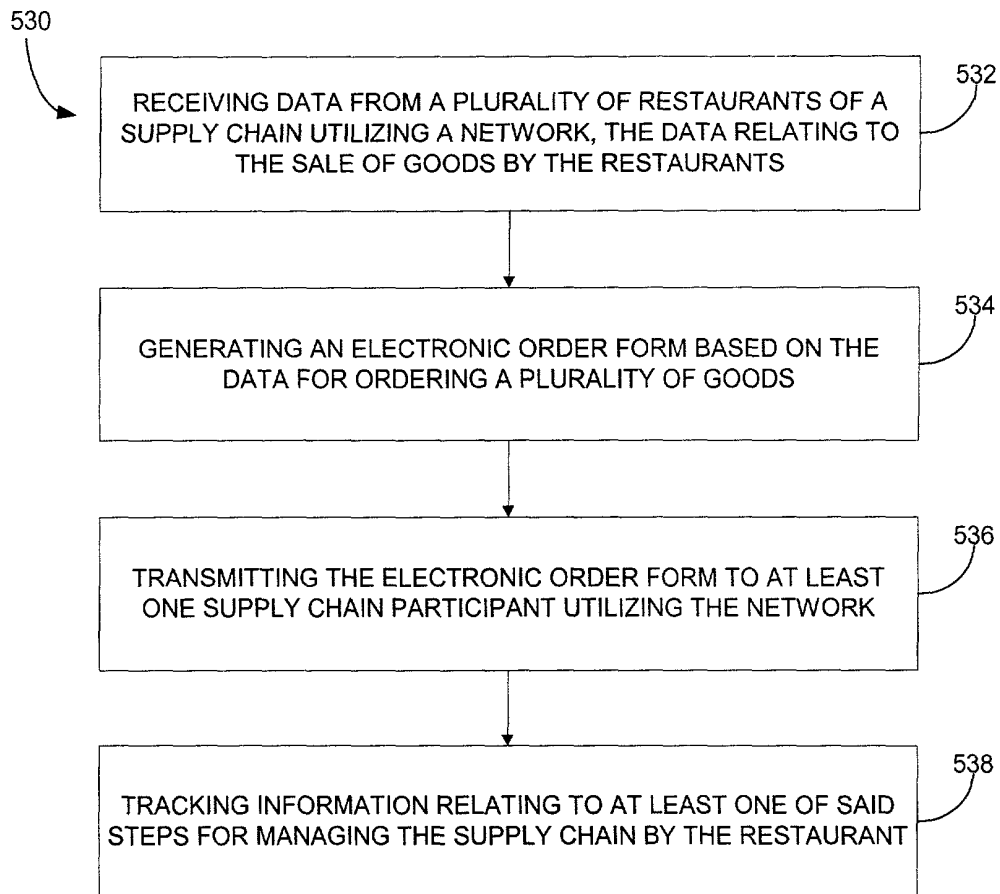 530
532
RECEIVING DATA FROM A PLURALITY OF RESTAURANTS OF A
SUPPLY CHAIN UTILIZING A NETWORK, THE DATA RELATING TO
THE SALE OF GOODS BY THE RESTAURANTS
534
GENERATING AN ELECTRONIC ORDER FORM BASED ON THE
DATA FOR ORDERING A PLURALITY OF GOODS
536
TRANSMITTING THE ELECTRONIC ORDER FORM TO AT LEAST
ONE SUPPLY CHAIN PARTICIPANT UTILIZING THE NETWORK
538
TRACKING INFORMATION RELATING TO AT LEAST ONE OF SAID
STEPS FOR MANAGING THE SUPPLY CHAIN BY THE RESTAURANT